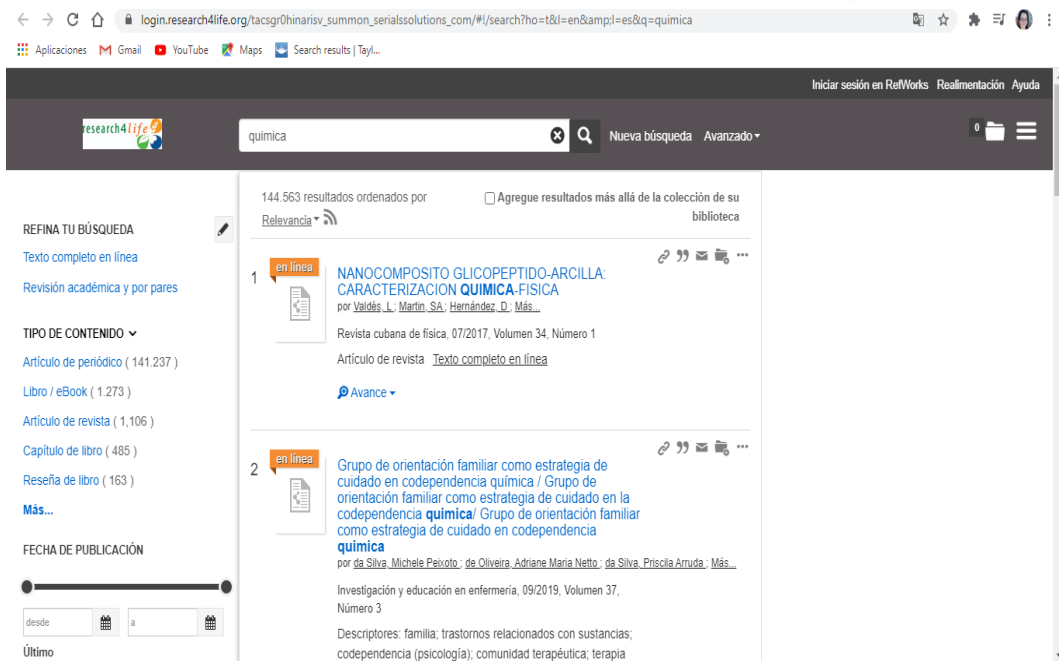 login.research4life.org/tacsgr0hinarisv_summon_serialssolutions_com/#!/search?ho=t&l=en&amp;l=es&q=quimica
Aplicaciones Gmail YouTube Maps Search results | Tayl...
Iniciar sesión en RefWorks Realimentación Ayuda
research4life
quimica
Nueva búsqueda Avanzado
0
144.563 resultados ordenados por
Relevancia
Agregue resultados más allá de la colección de su
biblioteca
REFINA TU BÚSQUEDA
Texto completo en línea
Revisión académica y por pares
TIPO DE CONTENIDO
Artículo de periódico ( 141.237 )
Libro / eBook ( 1.273 )
Artículo de revista ( 1,106 )
Capítulo de libro ( 485 )
Reseña de libro ( 163 )
Más...
FECHA DE PUBLICACIÓN
desde a
Último
1
en línea
NANOCOMPOSITO GLICOPEPTIDO-ARCILLA:
CARACTERIZACION QUIMICA-FISICA
por Valdés, L ; Martin, SA ; Hernández, D ; Más...
Revista cubana de física, 07/2017, Volumen 34, Número 1
Artículo de revista Texto completo en línea
Avance
2
en línea
Grupo de orientación familiar como estrategia de
cuidado en codependencia química / Grupo de
orientación familiar como estrategia de cuidado en la
codependencia quimica/ Grupo de orientación familiar
como estrategia de cuidado en codependencia
quimica
por da Silva, Michele Peixoto ; de Oliveira, Adriane Maria Netto ; da Silva, Priscila Arruda ; Más...
Investigación y educación en enfermería, 09/2019, Volumen 37,
Número 3
Descriptores: familia; trastornos relacionados con sustancias;
codependencia (psicología); comunidad terapéutica; terapia